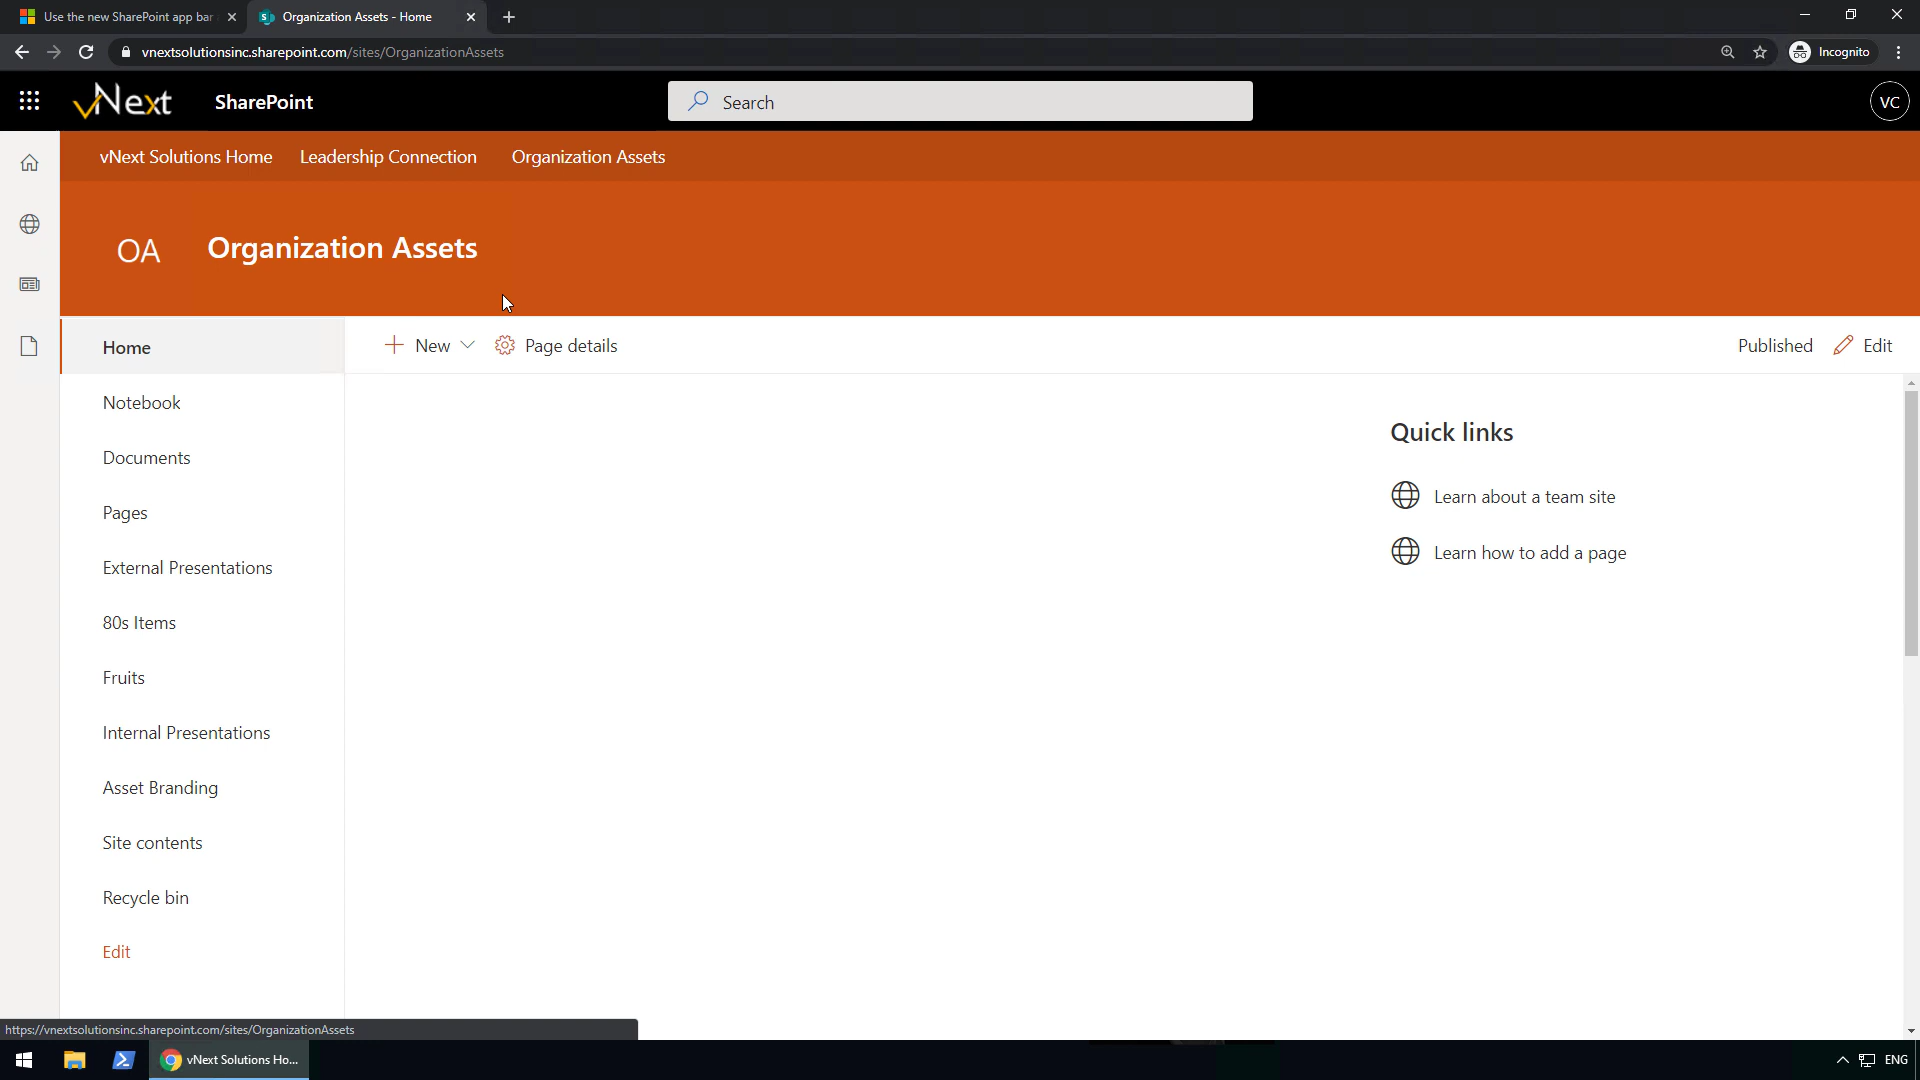 Use the new SharePoint app bar
Organization Assets - Home
vnextsolutionsinc.sharepoint.com/sites/OrganizationAssets
Incognito
vNext
SharePoint
Search
VC
vNext Solutions Home
Leadership Connection
Organization Assets
OA
Organization Assets
Home
New
Page details
Published
Edit
Notebook
Documents
Pages
External Presentations
80s Items
Fruits
Internal Presentations
Asset Branding
Site contents
Recycle bin
Edit
Quick links
Learn about a team site
Learn how to add a page
https://vnextsolutionsinc.sharepoint.com/sites/OrganizationAssets
vNext Solutions Ho...
ENG